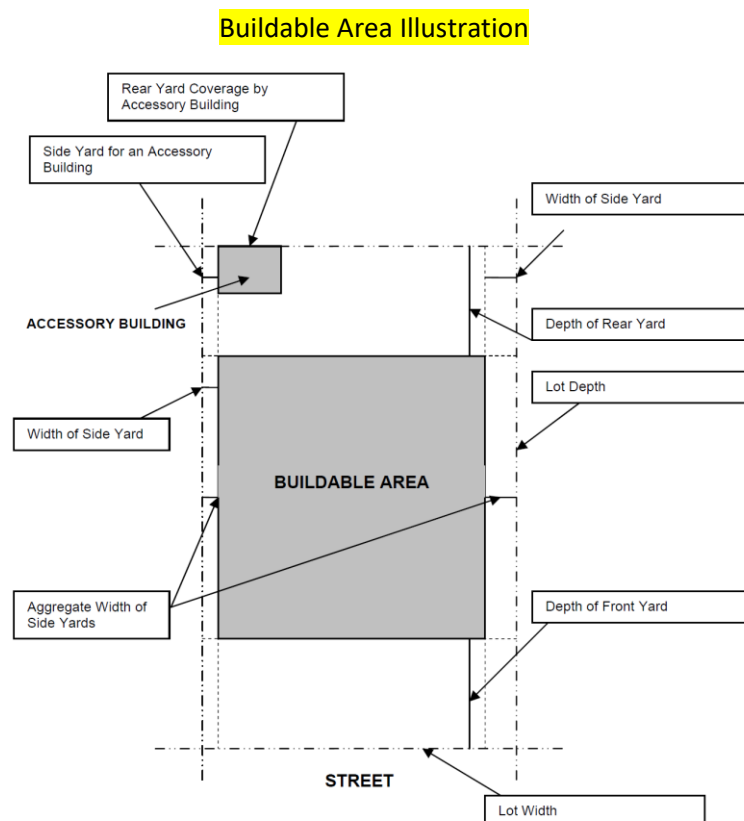 Buildable Area Illustration
Rear Yard Coverage by
Accessory Building
Side Yard for an Accessory
Building
Width of Side Yard
ACCESSORY BUILDING
Depth of Rear Yard
Lot Depth
Width of Side Yard
BUILDABLE AREA
Aggregate Width of
Side Yards
Depth of Front Yard
STREET
Lot Width